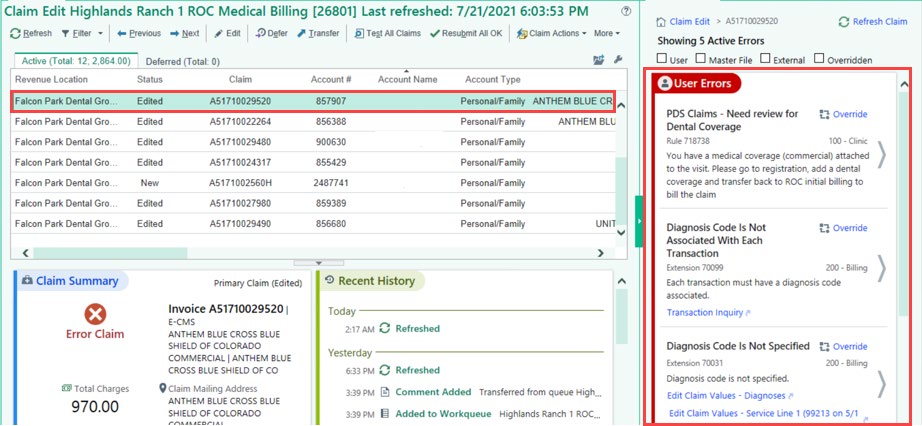 Claim Edit Highlands Ranch 1 ROC Medical Billing [26801] Last refreshed: 7/21/2021 6:03:53 PM
Refresh Filter Previous Next Edit Defer Transfer Test All Claims Resubmit All OK Claim Actions More
Active (Total: 12; 2,864.00) Deferred (Total: 0)
Revenue Location Status Claim Account # Account Name Account Type
Falcon Park Dental Gro... Edited A51710029520 857907 Personal/Family ANTHEM BLUE CR
Falcon Park Dental Gro... Edited A51710022264 856388 Personal/Family ANTHEM BLU
Falcon Park Dental Gro... Edited A51710029480 900630 Personal/Family
Falcon Park Dental Gro... Edited A51710024317 855429 Personal/Family
Falcon Park Dental Gro... New A5171002560H 2487741 Personal/Family
Falcon Park Dental Gro... Edited A51710027980 859389 Personal/Family
Falcon Park Dental Gro... Edited A51710029490 856680 Personal/Family UNIT
Claim Summary
Primary Claim (Edited)
Error Claim
Invoice A51710029520 |
E-CMS
ANTHEM BLUE CROSS BLUE
SHIELD OF COLORADO
COMMERCIAL | ANTHEM BLUE
CROSS BLUE SHIELD OF CO
Total Charges
970.00
Claim Mailing Address
ANTHEM BLUE CROSS BLUE
SHIELD OF COLORADO
COMMERCIAL
Recent History
Today
2:17 AM Refreshed
Yesterday
6:33 PM Refreshed
3:39 PM Comment Added Transferred from queue High...
3:39 PM Added to Workqueue Highlands Ranch 1 ROC...
Claim Edit > A51710029520 Refresh Claim
Showing 5 Active Errors
User Master File External Overridden
User Errors
PDS Claims - Need review for
Dental Coverage
Override
Rule 718738 100 - Clinic
You have a medical coverage (commercial) attached
to the visit. Please go to registration, add a dental
coverage and transfer back to ROC initial billing to
bill the claim
Diagnosis Code Is Not
Associated With Each
Transaction
Override
Extension 70099 200 - Billing
Each transaction must have a diagnosis code
associated.
Transaction Inquiry
Diagnosis Code Is Not Specified Override
Extension 70031 200 - Billing
Diagnosis code is not specified.
Edit Claim Values - Diagnoses
Edit Claim Values - Service Line 1 (99213 on 5/1